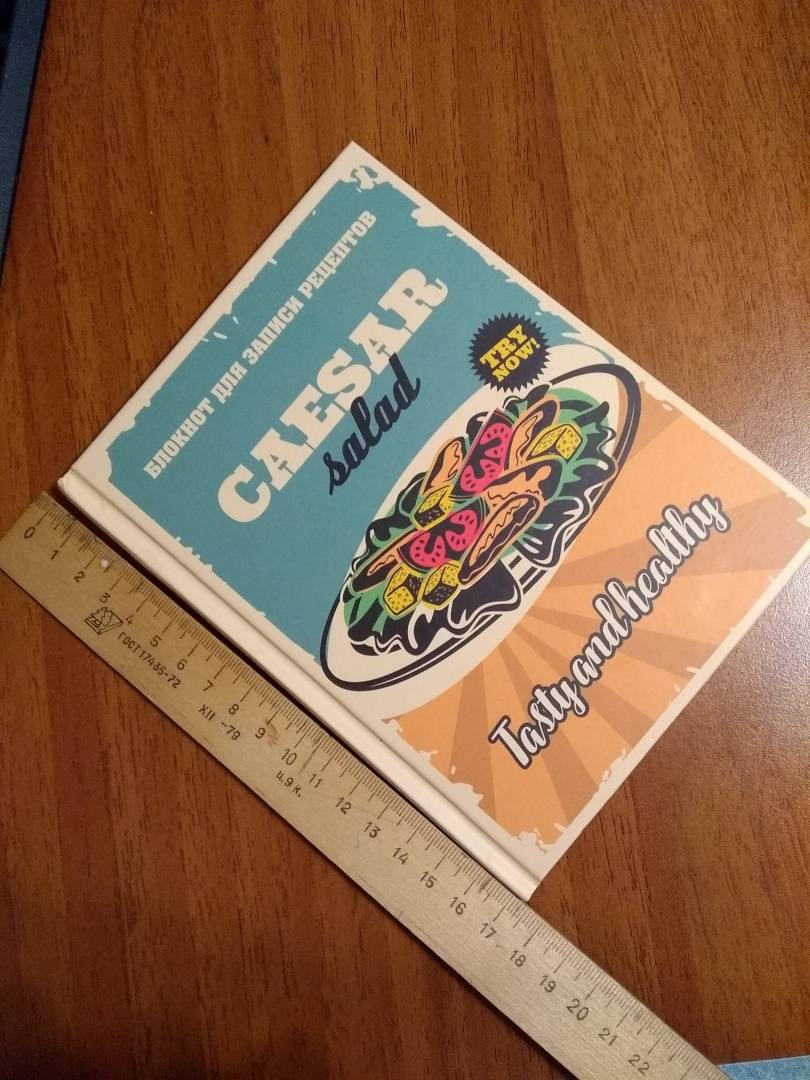 БЛОКНОТ ДЛЯ ЗАПИСИ РЕЦЕПТОВ
CAESAR
salad
TRY
NOW!
Tasty and healthy
0 1 2 3 4 5 6 7 8 9 10 11 12 13 14 15 16 17 18 19 20 21 22
ГОСТ 17435-72
XII -79
ц.9 к.